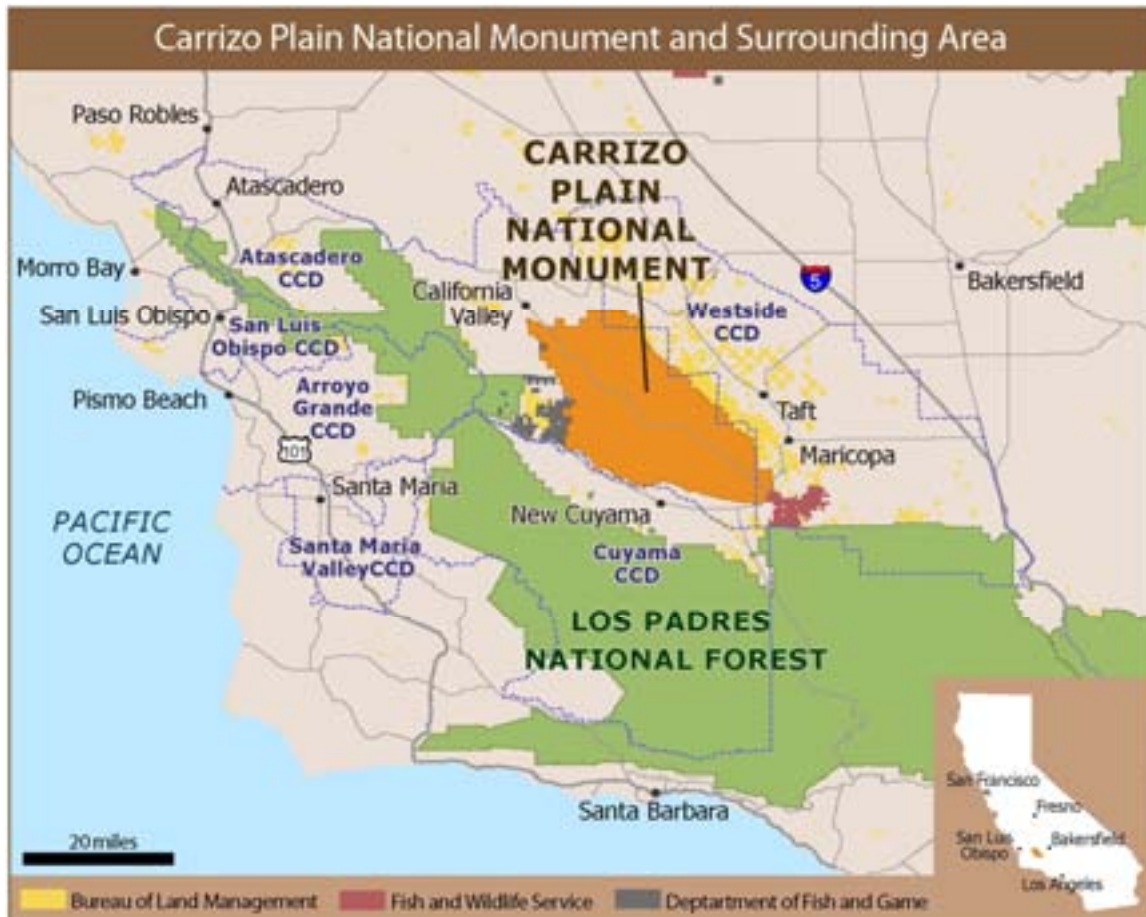 Carrizo Plain National Monument and Surrounding Area
Paso Robles
CARRIZO
PLAIN
NATIONAL
MONUMENT
Atascadero
Atascadero
CCD
Morro Bay
California
Valley
5
Bakersfield
San Luis Obispo
San Luis
Obispo CCD
Westside
CCD
Pismo Beach
Arroyo
Grande
CCD
Taft
101
Maricopa
Santa Maria
New Cuyama
PACIFIC
OCEAN
Santa Maria
ValleyCCD
Cuyama
CCD
LOS PADRES
NATIONAL FOREST
Santa Barbara
San Francisco
Fresno
San Luis
Obispo
Bakersfield
Los Angeles
20 miles
Bureau of Land Management
Fish and Wildlife Service
Deptartment of Fish and Game